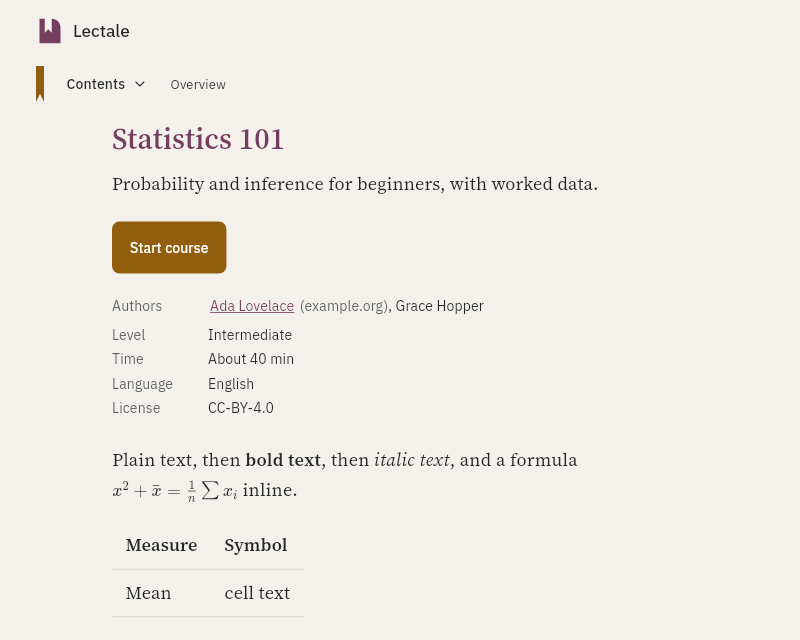 Lectale
Contents Overview
Statistics 101
Probability and inference for beginners, with worked data.
Start course
Authors Ada Lovelace (example.org), Grace Hopper
Level Intermediate
Time About 40 min
Language English
License CC-BY-4.0
Plain text, then bold text, then italic text, and a formula
x² + x̄ = 1/n ∑ xᵢ inline.
Measure Symbol
Mean cell text